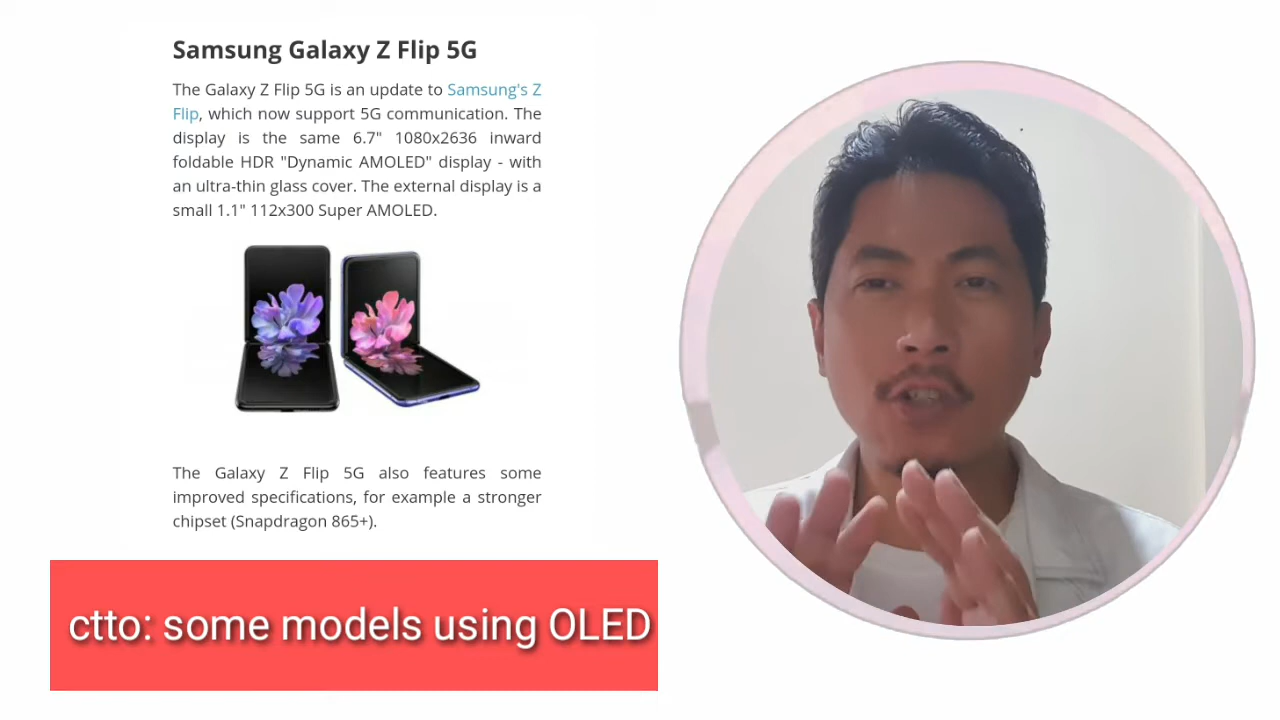 Samsung Galaxy Z Flip 5G
The Galaxy Z Flip 5G is an update to Samsung's Z
Flip, which now support 5G communication. The
display is the same 6.7" 1080x2636 inward
foldable HDR "Dynamic AMOLED" display - with
an ultra-thin glass cover. The external display is a
small 1.1" 112x300 Super AMOLED.
The Galaxy Z Flip 5G also features some
improved specifications, for example a stronger
chipset (Snapdragon 865+).
ctto: some models using OLED